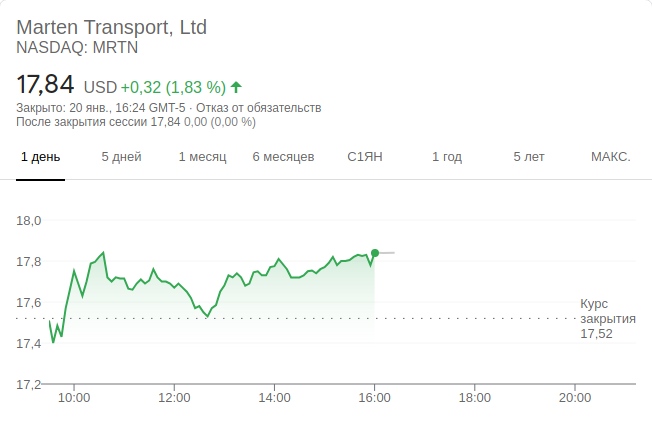 Marten Transport, Ltd
NASDAQ: MRTN
17,84 USD +0,32 (1,83 %)
Закрыто: 20 янв., 16:24 GMT-5 · Отказ от обязательств
После закрытия сессии 17,84 0,00 (0,00 %)
1 день 5 дней 1 месяц 6 месяцев С1ЯН 1 год 5 лет МАКС.
18,0
17,8
17,6
Курс
закрытия
17,52
17,4
17,2
10:00 12:00 14:00 16:00 18:00 20:00